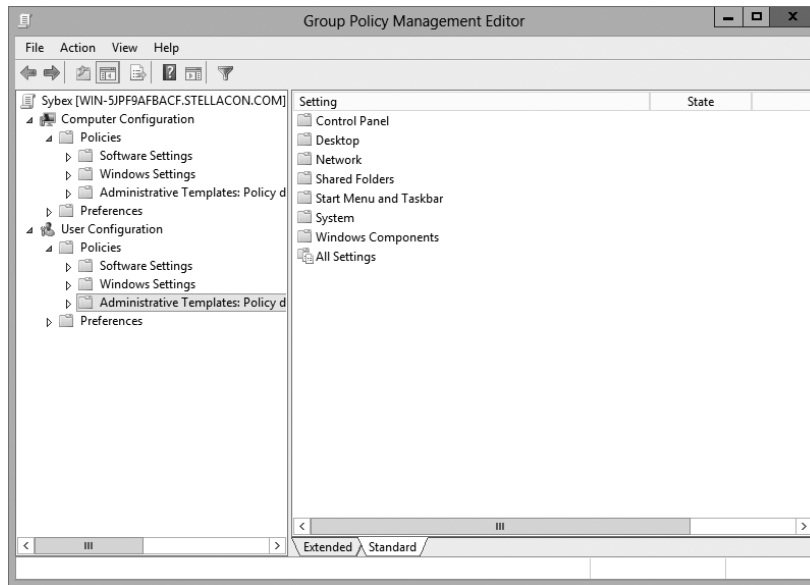 Group Policy Management Editor
File Action View Help
Sybex [WIN-5JPF9AFBACF.STELLACON.COM]
Computer Configuration
Policies
Software Settings
Windows Settings
Administrative Templates: Policy d
Preferences
User Configuration
Policies
Software Settings
Windows Settings
Administrative Templates: Policy d
Preferences
Setting State
Control Panel
Desktop
Network
Shared Folders
Start Menu and Taskbar
System
Windows Components
All Settings
Extended Standard